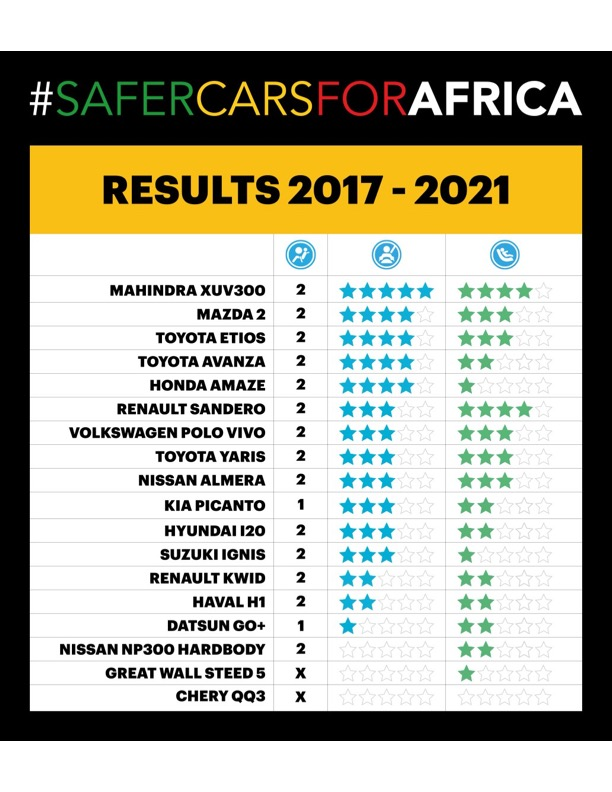 #SAFERCARSFORAFRICA
RESULTS 2017 - 2021
MAHINDRA XUV300 2
MAZDA 2 2
TOYOTA ETIOS 2
TOYOTA AVANZA 2
HONDA AMAZE 2
RENAULT SANDERO 2
VOLKSWAGEN POLO VIVO 2
TOYOTA YARIS 2
NISSAN ALMERA 2
KIA PICANTO 1
HYUNDAI I20 2
SUZUKI IGNIS 2
RENAULT KWID 2
HAVAL H1 2
DATSUN GO+ 1
NISSAN NP300 HARDBODY 2
GREAT WALL STEED 5 X
CHERY QQ3 X